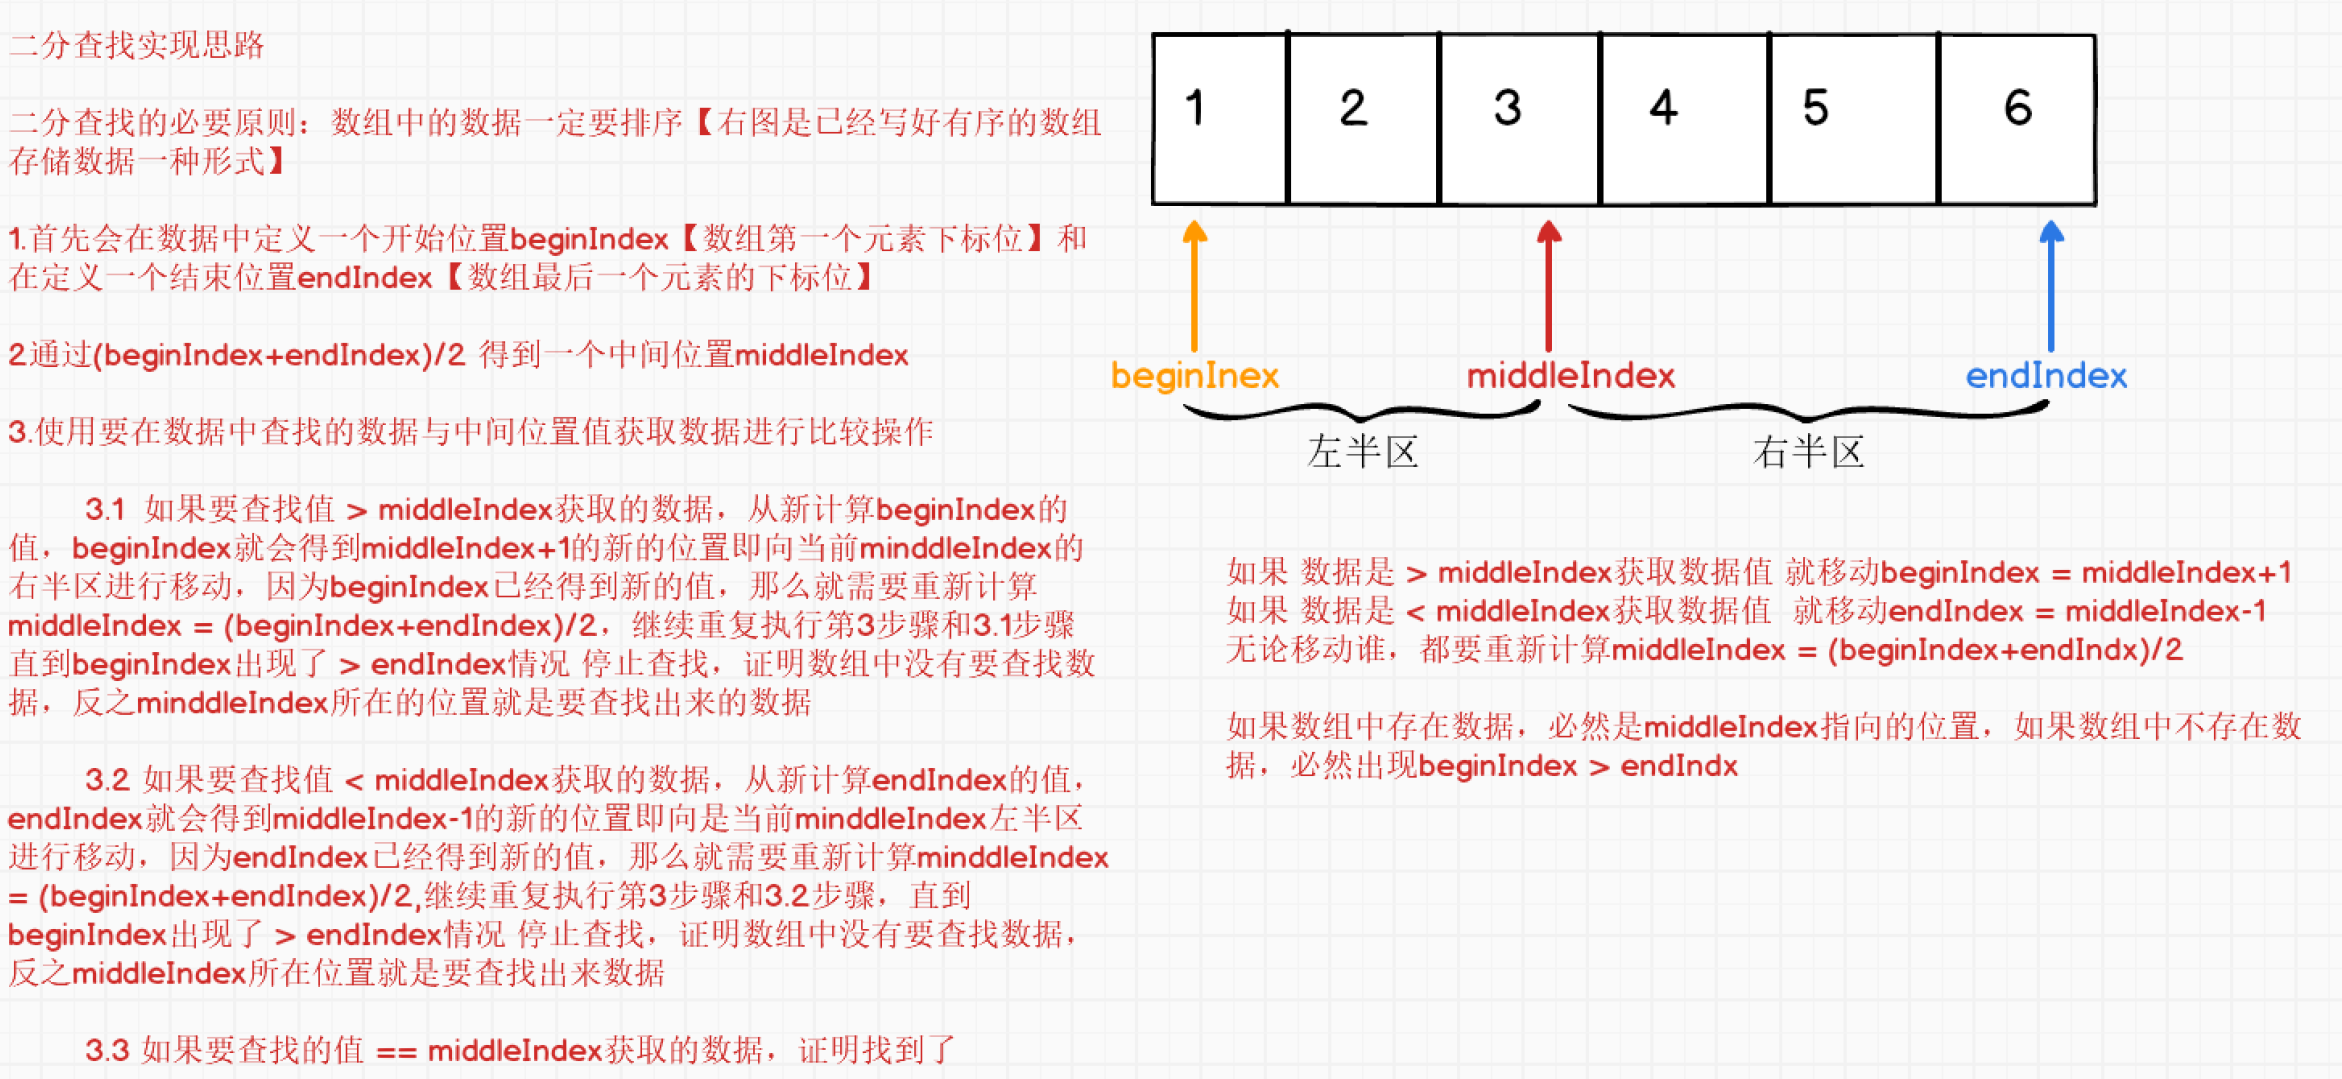 二分查找实现思路
二分查找的必要原则：数组中的数据一定要排序【右图是已经写好有序的数组
存储数据一种形式】
1.首先会在数据中定义一个开始位置beginIndex【数组第一个元素下标位】和
在定义一个结束位置endIndex【数组最后一个元素的下标位】
2通过(beginIndex+endIndex)/2 得到一个中间位置middleIndex
3.使用要在数据中查找的数据与中间位置值获取数据进行比较操作
3.1 如果要查找值 > middleIndex获取的数据，从新计算beginIndex的
值，beginIndex就会得到middleIndex+1的新的位置即向当前minddleIndex的
右半区进行移动，因为beginIndex已经得到新的值，那么就需要重新计算
middleIndex = (beginIndex+endIndex)/2，继续重复执行第3步骤和3.1步骤
直到beginIndex出现了 > endIndex情况 停止查找，证明数组中没有要查找数
据，反之minddleIndex所在的位置就是要查找出来的数据
3.2 如果要查找值 < middleIndex获取的数据，从新计算endIndex的值，
endIndex就会得到middleIndex-1的新的位置即向是当前minddleIndex左半区
进行移动，因为endIndex已经得到新的值，那么就需要重新计算minddleIndex
= (beginIndex+endIndex)/2,继续重复执行第3步骤和3.2步骤，直到
beginIndex出现了 > endIndex情况 停止查找，证明数组中没有要查找数据，
反之middleIndex所在位置就是要查找出来数据
3.3 如果要查找的值 == middleIndex获取的数据，证明找到了
1 2 3 4 5 6
beginInex middleIndex endIndex
左半区 右半区
如果 数据是 > middleIndex获取数据值 就移动beginIndex = middleIndex+1
如果 数据是 < middleIndex获取数据值 就移动endIndex = middleIndex-1
无论移动谁，都要重新计算middleIndex = (beginIndex+endIndx)/2
如果数组中存在数据，必然是middleIndex指向的位置，如果数组中不存在数
据，必然出现beginIndex > endIndx